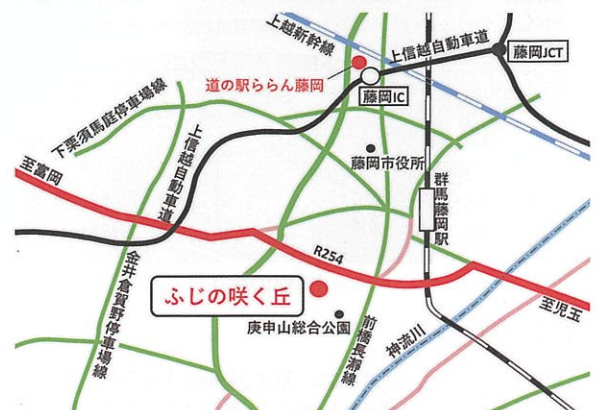 上越新幹線
上信越自動車道
藤岡JCT
道の駅ららん藤岡
藤岡IC
下栗須馬庭停車場線
上信越自動車道
藤岡市役所
至富岡
群馬藤岡駅
R254
金井倉賀野停車場線
ふじの咲く丘
庚申山総合公園
前橋長瀞線
神流川
至児玉